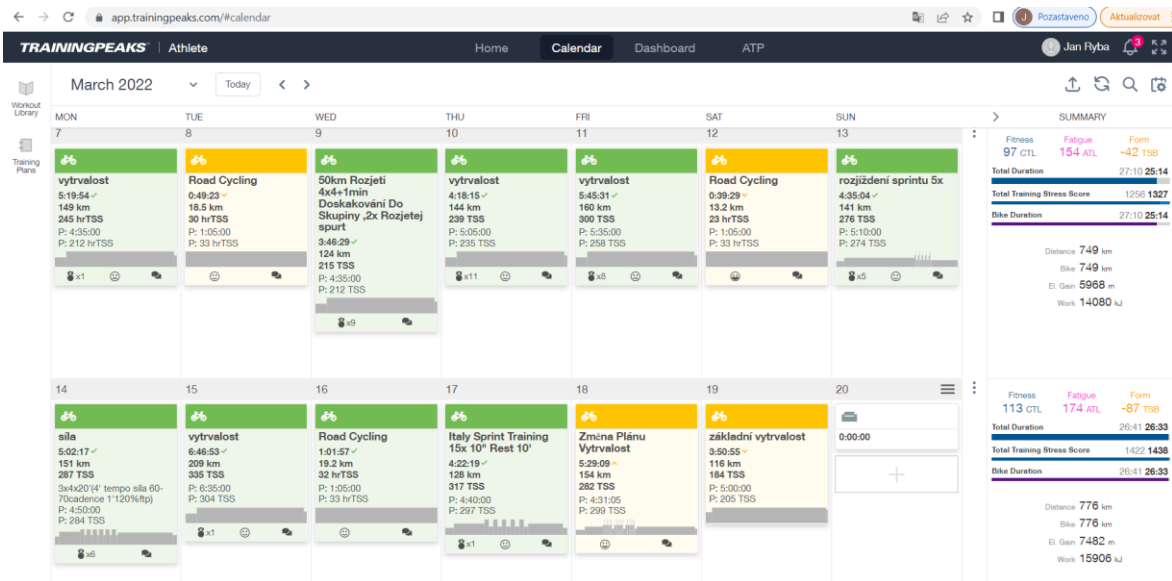 app.trainingpeaks.com/#calendar
J Pozastaveno
Aktualizovat
TRAININGPEAKS Athlete
Home Calendar Dashboard ATP
Jan Ryba 3
Workout Library
Training Plans
March 2022 Today
MON TUE WED THU FRI SAT SUN SUMMARY
7 8 9 10 11 12 13
vytrvalost
5:19:54
149 km
245 hrTSS
P: 4:35:00
P: 212 hrTSS
x1
Road Cycling
0:49:23
18.5 km
30 hrTSS
P: 1:05:00
P: 33 hrTSS
50km Rozjeti
4x4+1min
Doskakování Do
Skupiny ,2x Rozjetej
spurt
3:46:29
124 km
215 TSS
P: 4:35:00
P: 212 TSS
x9
vytrvalost
4:18:15
144 km
239 TSS
P: 5:05:00
P: 235 TSS
x11
vytrvalost
5:45:31
160 km
300 TSS
P: 5:35:00
P: 258 TSS
x8
Road Cycling
0:39:29
13.2 km
23 hrTSS
P: 1:05:00
P: 33 hrTSS
rozjíždení sprintu 5x
4:35:04
141 km
276 TSS
P: 5:10:00
P: 274 TSS
x5
Fitness Fatigue Form
97 CTL 154 ATL -42 TSB
Total Duration 27:10 25:14
Total Training Stress Score 1256 1327
Bike Duration 27:10 25:14
Distance 749 km
Bike 749 km
El. Gain 5968 m
Work 14080 kJ
14 15 16 17 18 19 20
síla
5:02:17
151 km
287 TSS
3x4x20'(4' tempo síla 60-
70cadence 1'120%ftp)
P: 4:50:00
P: 284 TSS
x6
vytrvalost
6:46:53
209 km
335 TSS
P: 6:35:00
P: 304 TSS
x1
Road Cycling
1:01:57
19.2 km
32 hrTSS
P: 1:05:00
P: 33 hrTSS
Italy Sprint Training
15x 10" Rest 10'
4:22:19
128 km
317 TSS
P: 4:40:00
P: 297 TSS
x1
Změna Plánu
Vytrvalost
5:29:09
154 km
282 TSS
P: 4:31:05
P: 299 TSS
základní vytrvalost
3:50:55
116 km
184 TSS
P: 5:00:00
P: 205 TSS
0:00:00
Fitness Fatigue Form
113 CTL 174 ATL -87 TSB
Total Duration 26:41 26:33
Total Training Stress Score 1422 1438
Bike Duration 26:41 26:33
Distance 776 km
Bike 776 km
El. Gain 7482 m
Work 15906 kJ